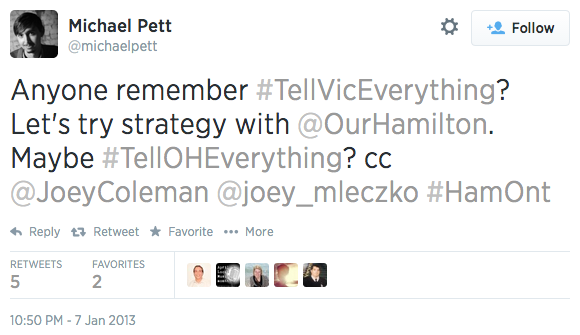 Michael Pett
@michaelpett
Follow
Anyone remember #TellVicEverything?
Let's try strategy with @OurHamilton.
Maybe #TellOHEverything? cc
@JoeyColeman @joey_mleczko #HamOnt
Reply Retweet Favorite More
RETWEETS FAVORITES
5 2
10:50 PM - 7 Jan 2013